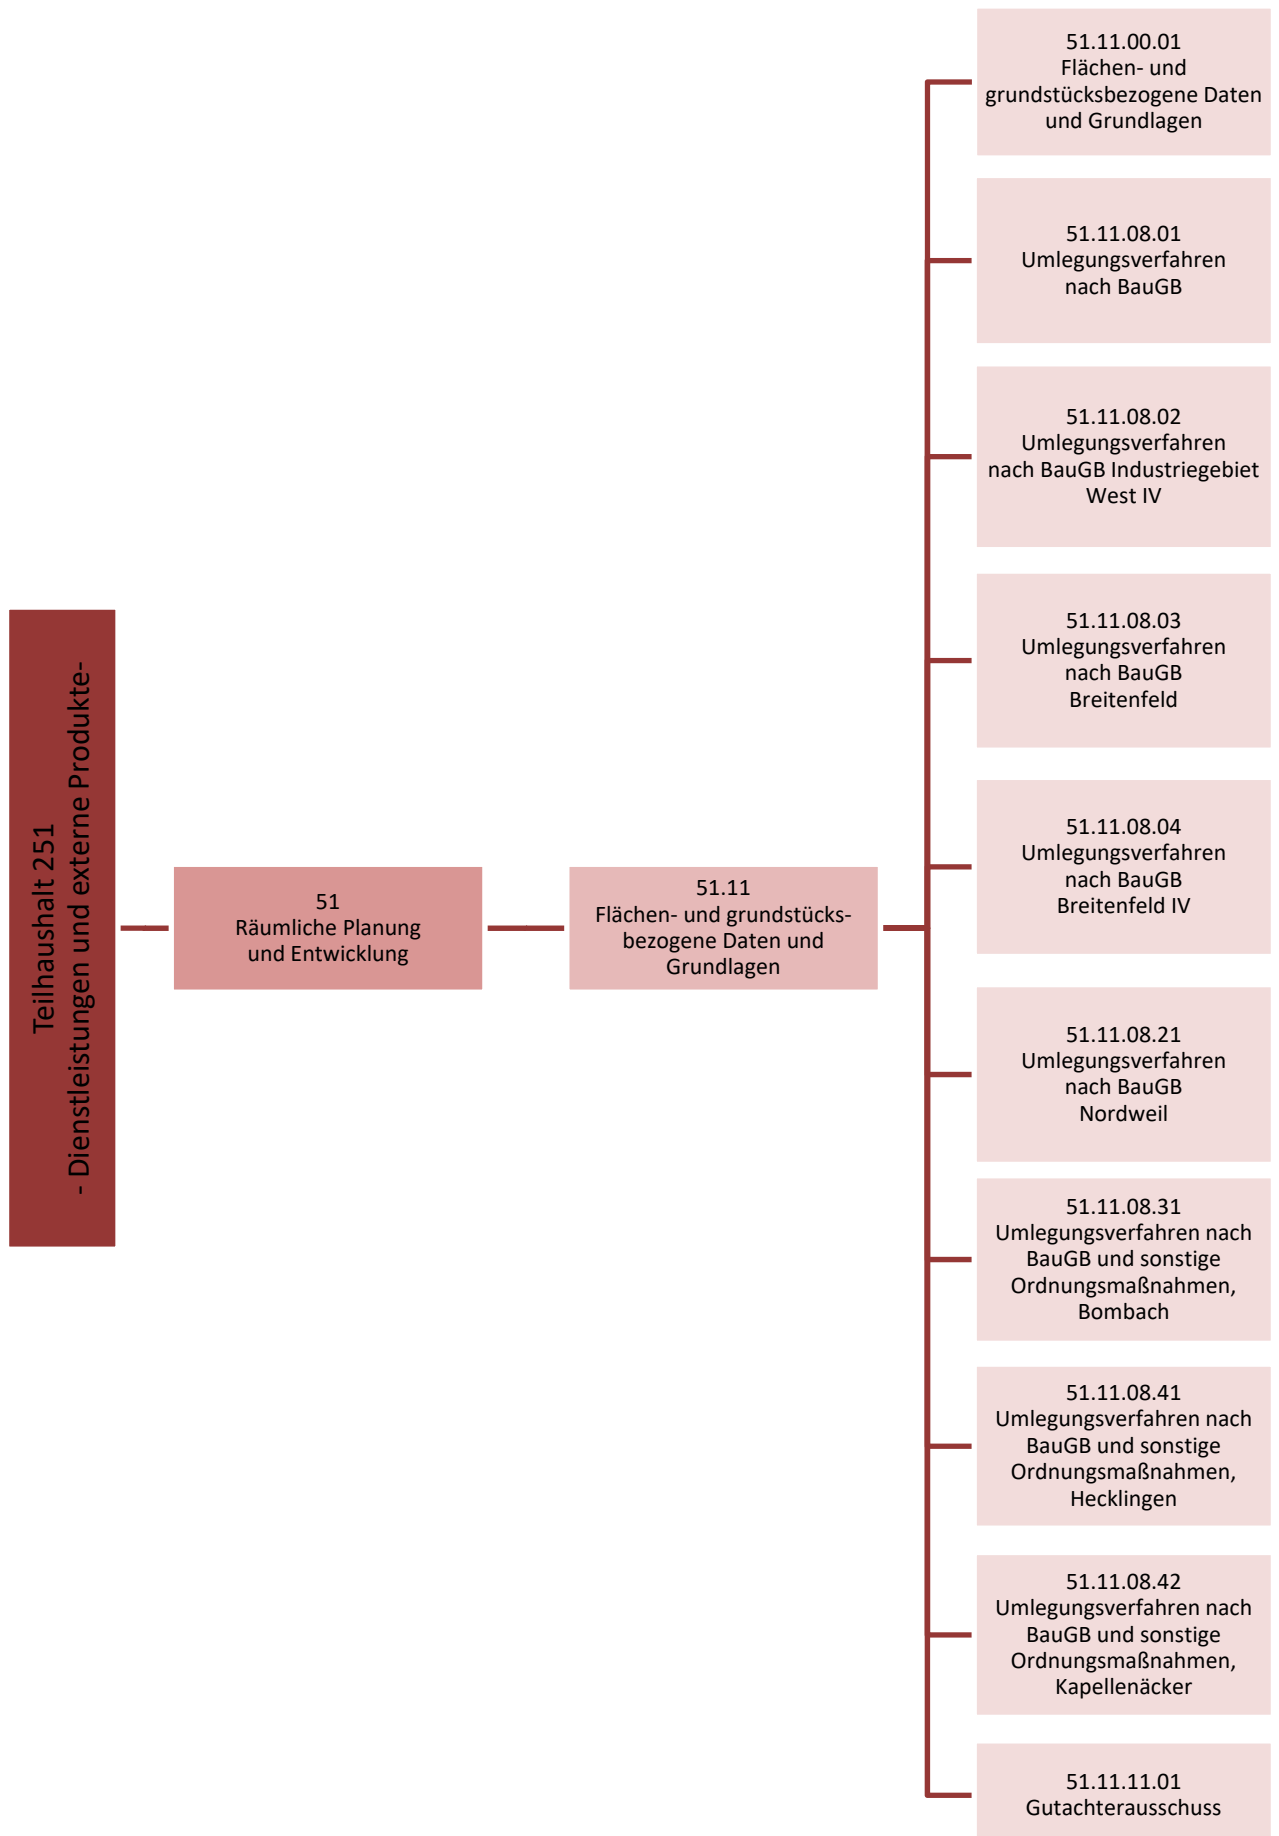 Teilhaushalt 251
- Dienstleistungen und externe Produkte-
51
Räumliche Planung
und Entwicklung
51.11
Flächen- und grundstücks-
bezogene Daten und
Grundlagen
51.11.00.01
Flächen- und
grundstücksbezogene Daten
und Grundlagen
51.11.08.01
Umlegungsverfahren
nach BauGB
51.11.08.02
Umlegungsverfahren
nach BauGB Industriegebiet
West IV
51.11.08.03
Umlegungsverfahren
nach BauGB
Breitenfeld
51.11.08.04
Umlegungsverfahren
nach BauGB
Breitenfeld IV
51.11.08.21
Umlegungsverfahren
nach BauGB
Nordweil
51.11.08.31
Umlegungsverfahren nach
BauGB und sonstige
Ordnungsmaßnahmen,
Bombach
51.11.08.41
Umlegungsverfahren nach
BauGB und sonstige
Ordnungsmaßnahmen,
Hecklingen
51.11.08.42
Umlegungsverfahren nach
BauGB und sonstige
Ordnungsmaßnahmen,
Kapellenäcker
51.11.11.01
Gutachterausschuss